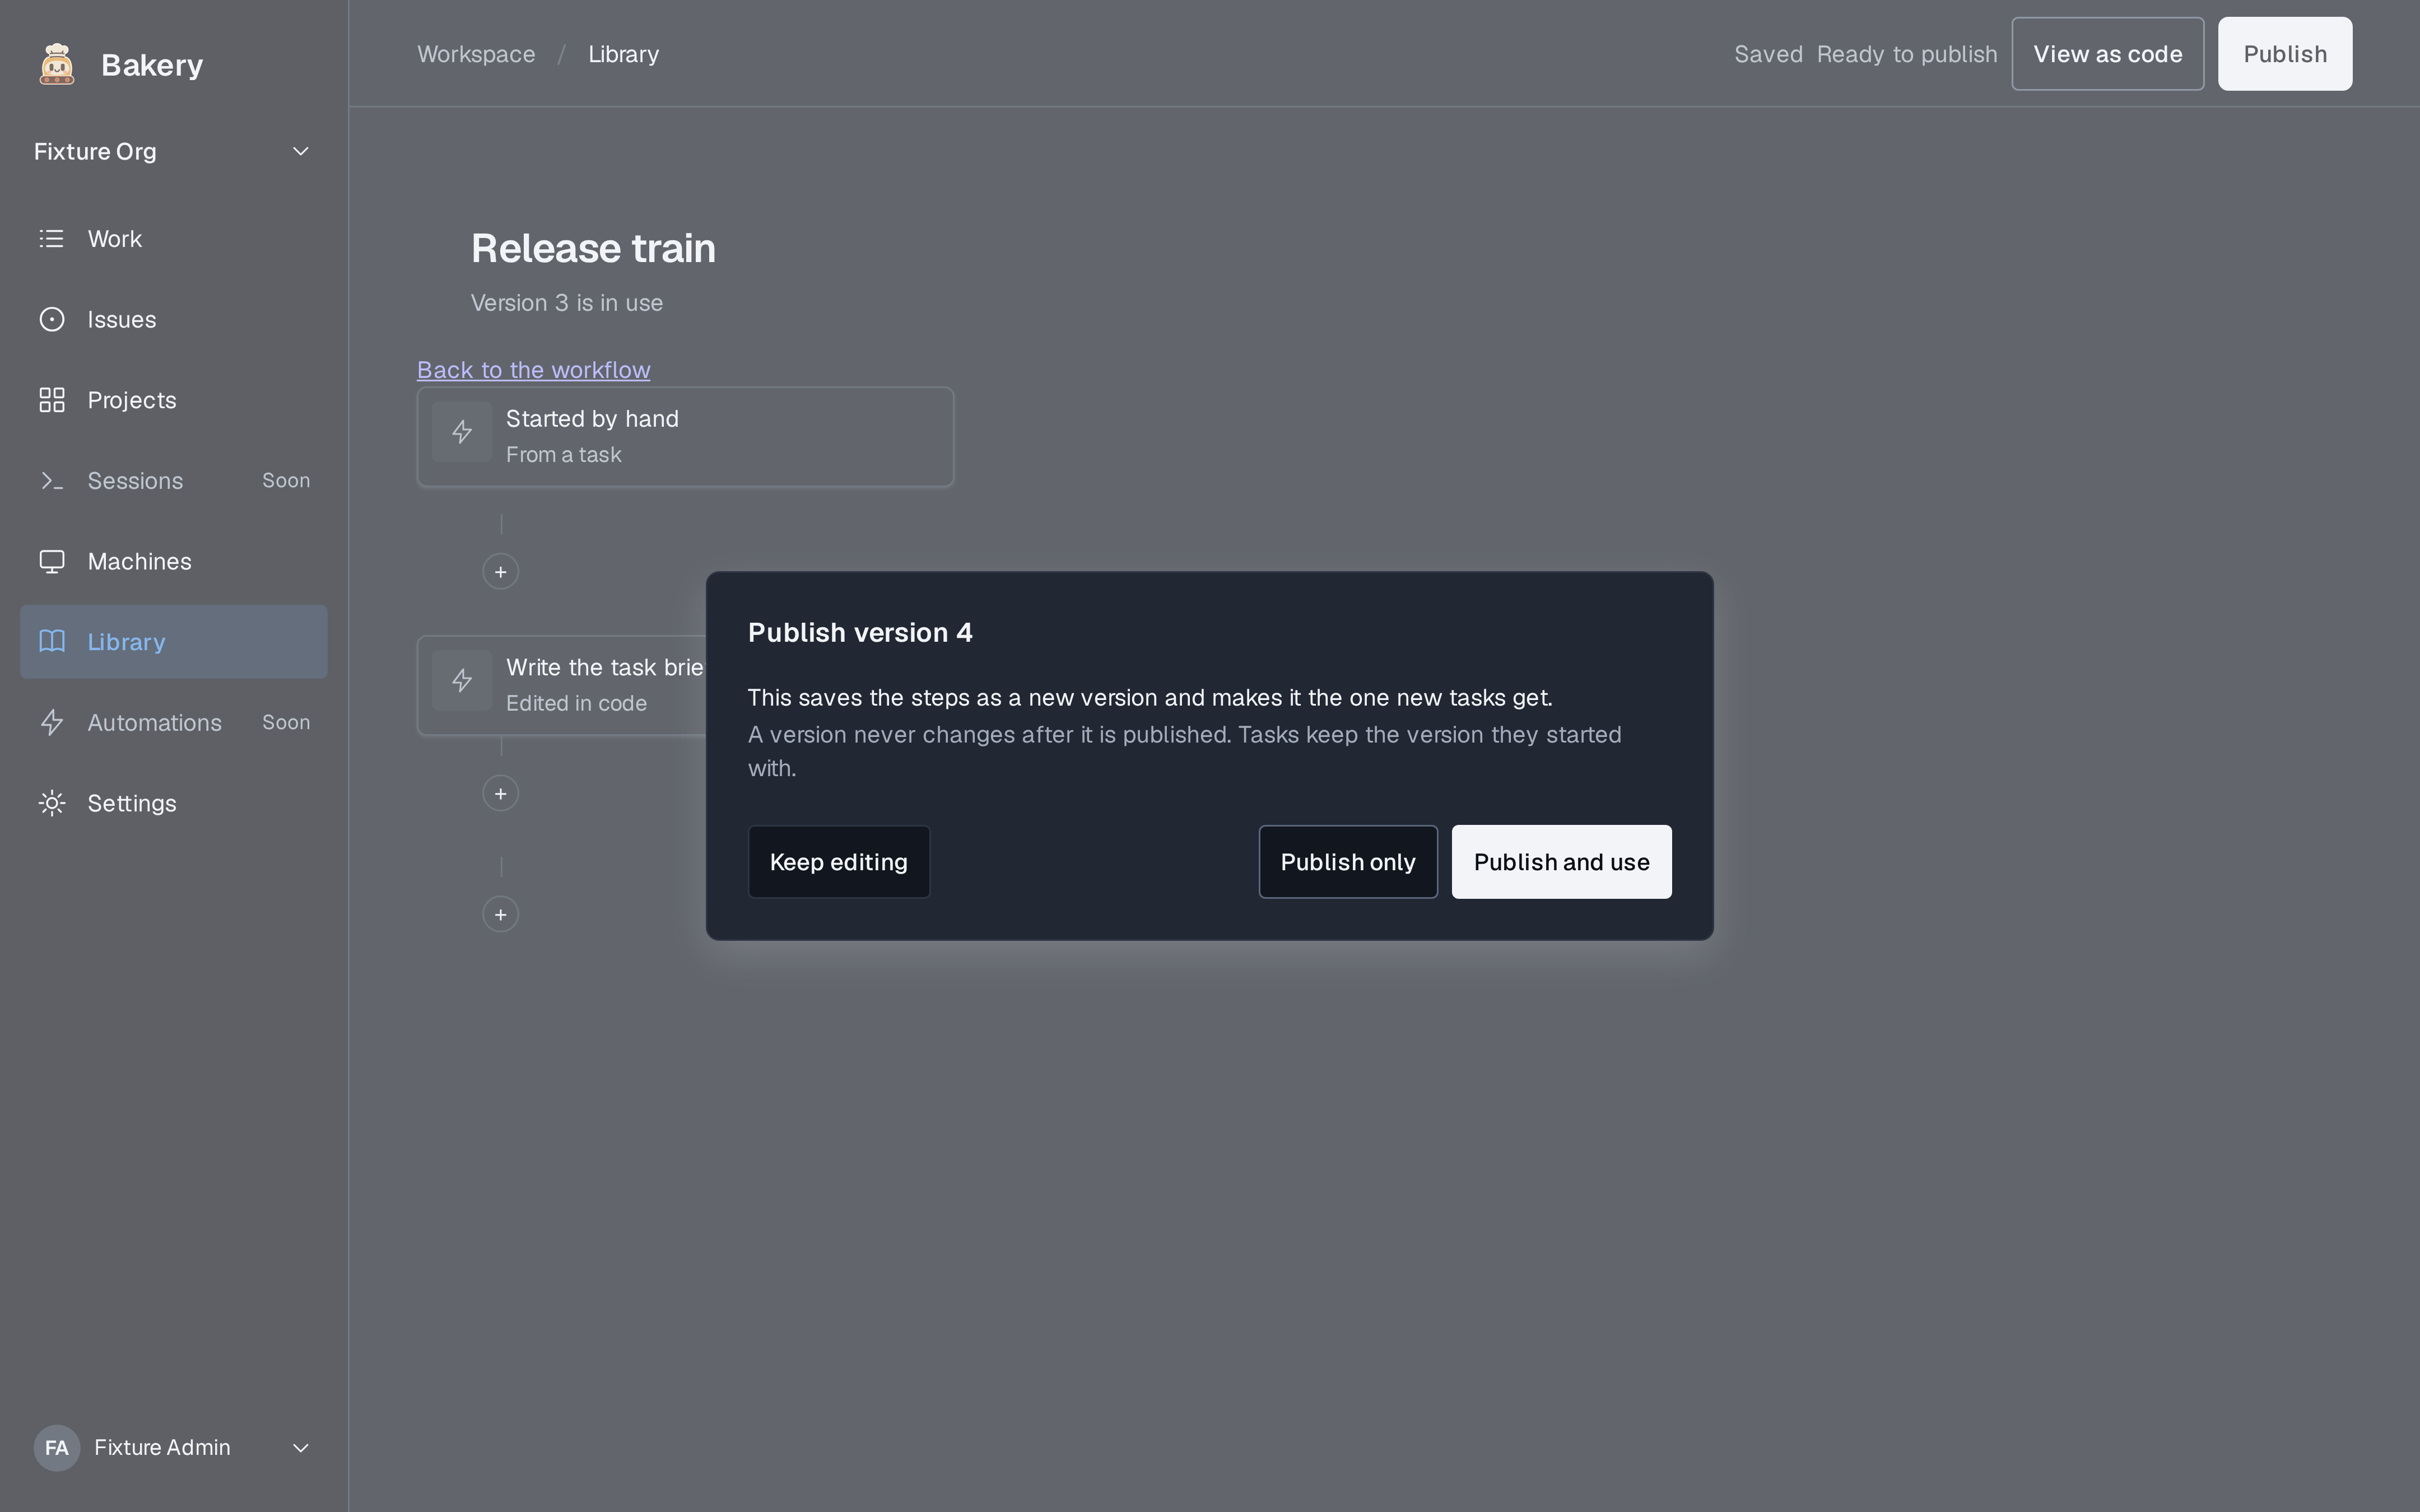 Bakery
Fixture Org
Work
Issues
Projects
Sessions Soon
Machines
Library
Automations Soon
Settings
FA Fixture Admin
Workspace / Library
Saved Ready to publish View as code Publish
Release train
Version 3 is in use
Back to the workflow
Started by hand
From a task
+
Write the task brie
Edited in code
+
+
Publish version 4
This saves the steps as a new version and makes it the one new tasks get.
A version never changes after it is published. Tasks keep the version they started
with.
Keep editing Publish only Publish and use